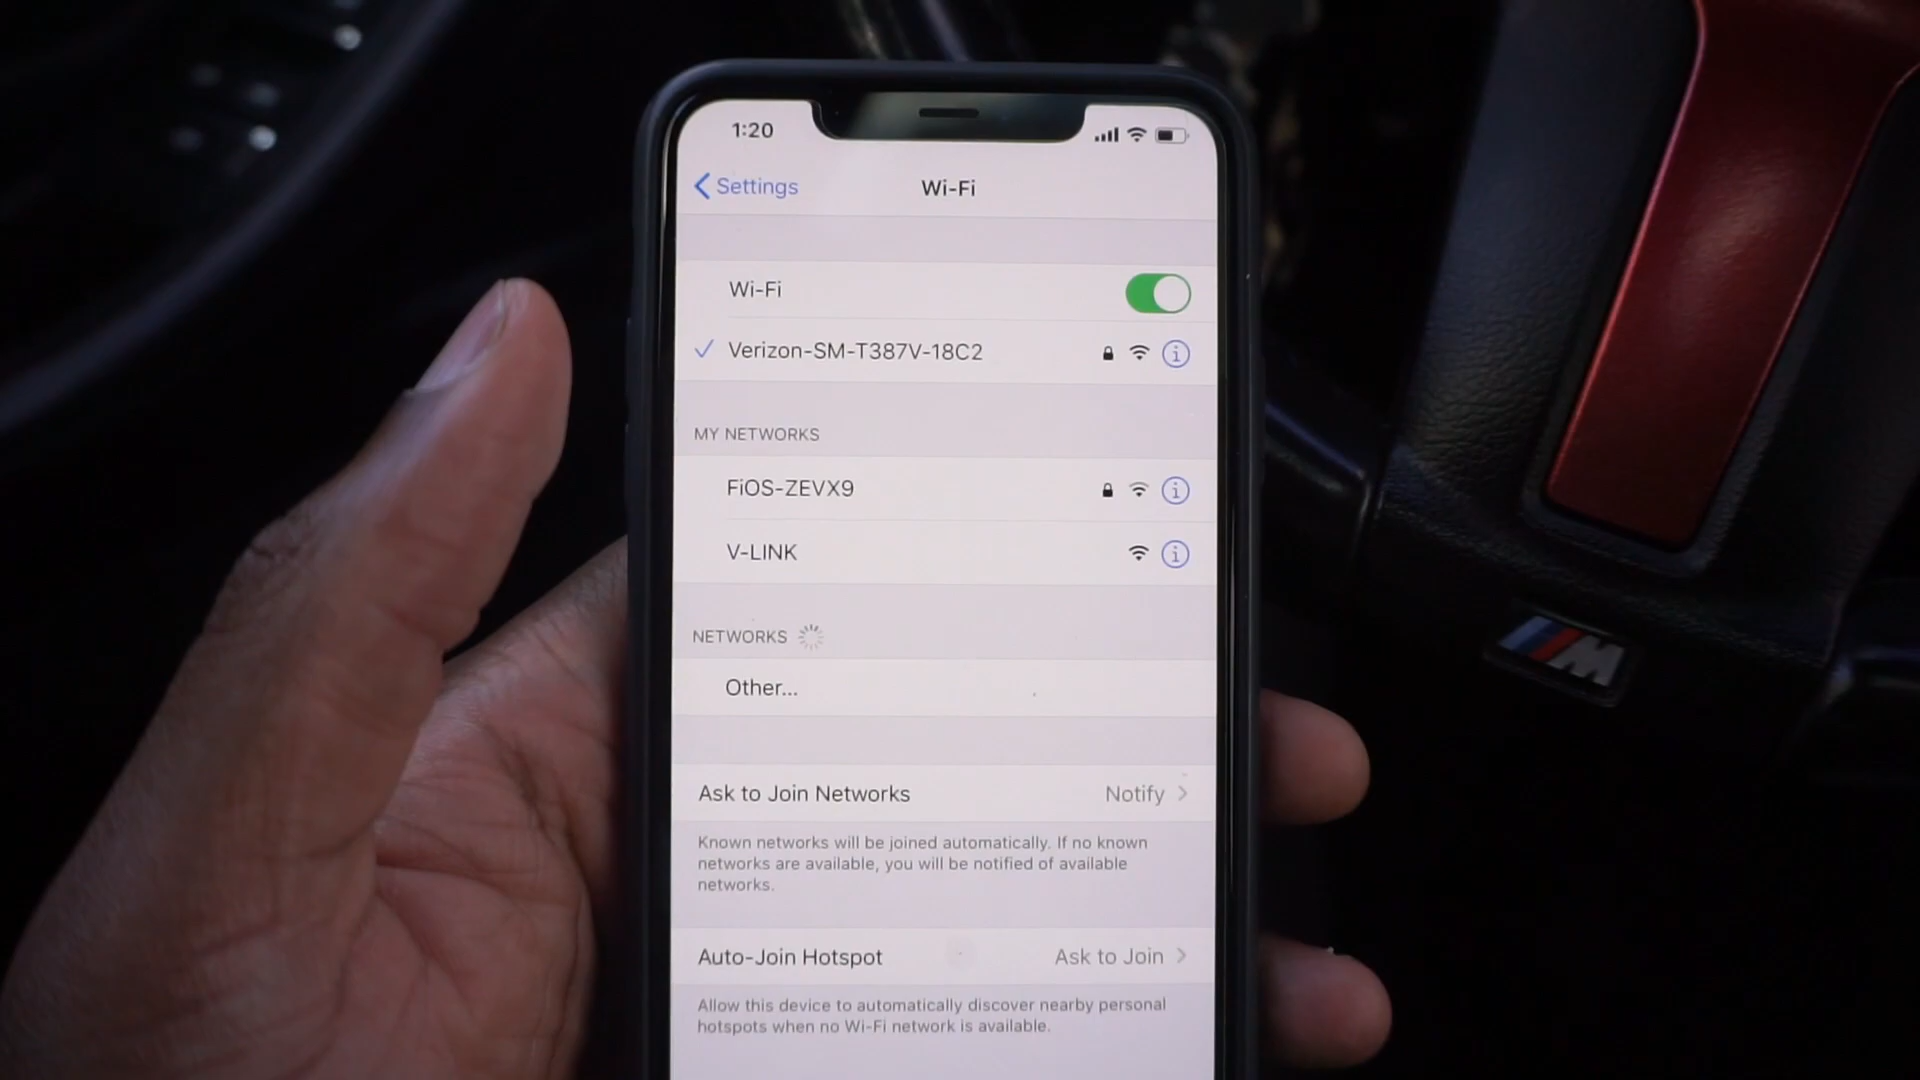 1:20
Settings
Wi-Fi
Wi-Fi
Verizon-SM-T387V-18C2
MY NETWORKS
FiOS-ZEVX9
V-LINK
NETWORKS
Other...
Ask to Join Networks
Notify
Known networks will be joined automatically. If no known
networks are available, you will be notified of available
networks.
Auto-Join Hotspot
Ask to Join
Allow this device to automatically discover nearby personal
hotspots when no Wi-Fi network is available.
M